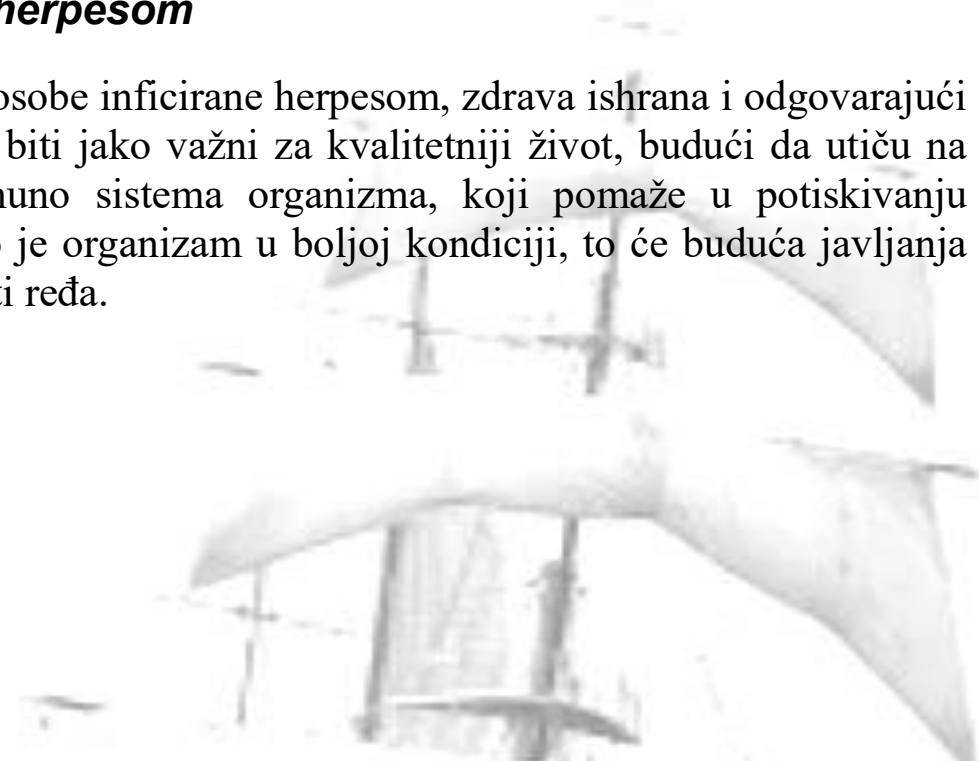 herpesom
osobe inficirane herpesom, zdrava ishrana i odgovarajući
biti jako važni za kvalitetniji život, budući da utiču na
uno sistema organizma, koji pomaže u potiskivanju
je organizam u boljoj kondiciji, to će buduća javljanja
ti ređa.